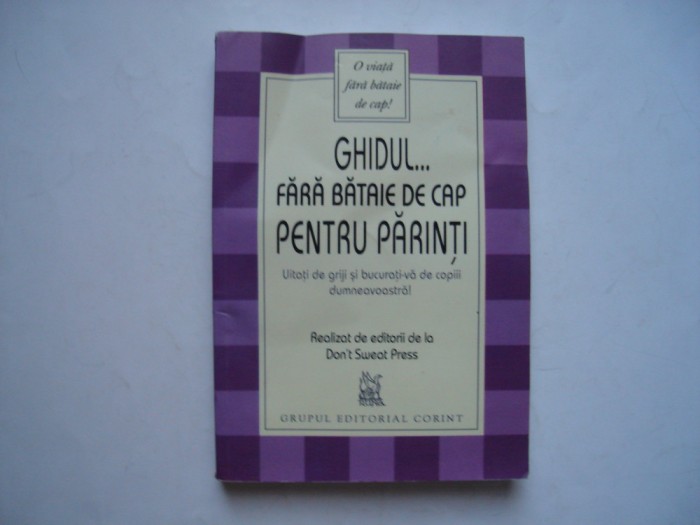 O viață
fără bătaie
de cap!
GHIDUL...
FĂRĂ BĂTAIE DE CAP
PENTRU PĂRINȚI
Uitați de griji și bucurați-vă de copiii
dumneavoastră!
Realizat de editorii de la
Don't Sweat Press
GRUPUL EDITORIAL CORINT